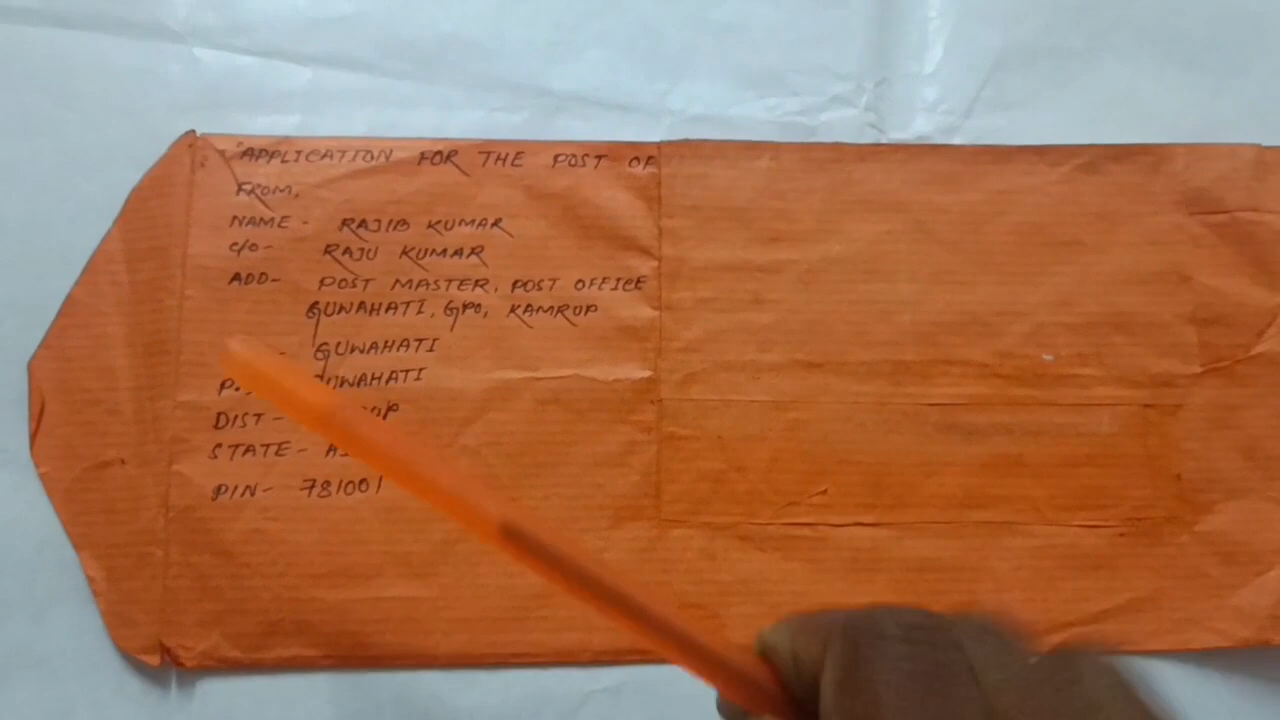 "APPLICATION FOR THE POST OF
FROM,
NAME - RAJIB KUMAR
C/O- RAJU KUMAR
ADD- POST MASTER, POST OFFICE
GUWAHATI, GPO, KAMRUP
- GUWAHATI
GUWAHATI
DIST-
STATE-
PIN- 781001